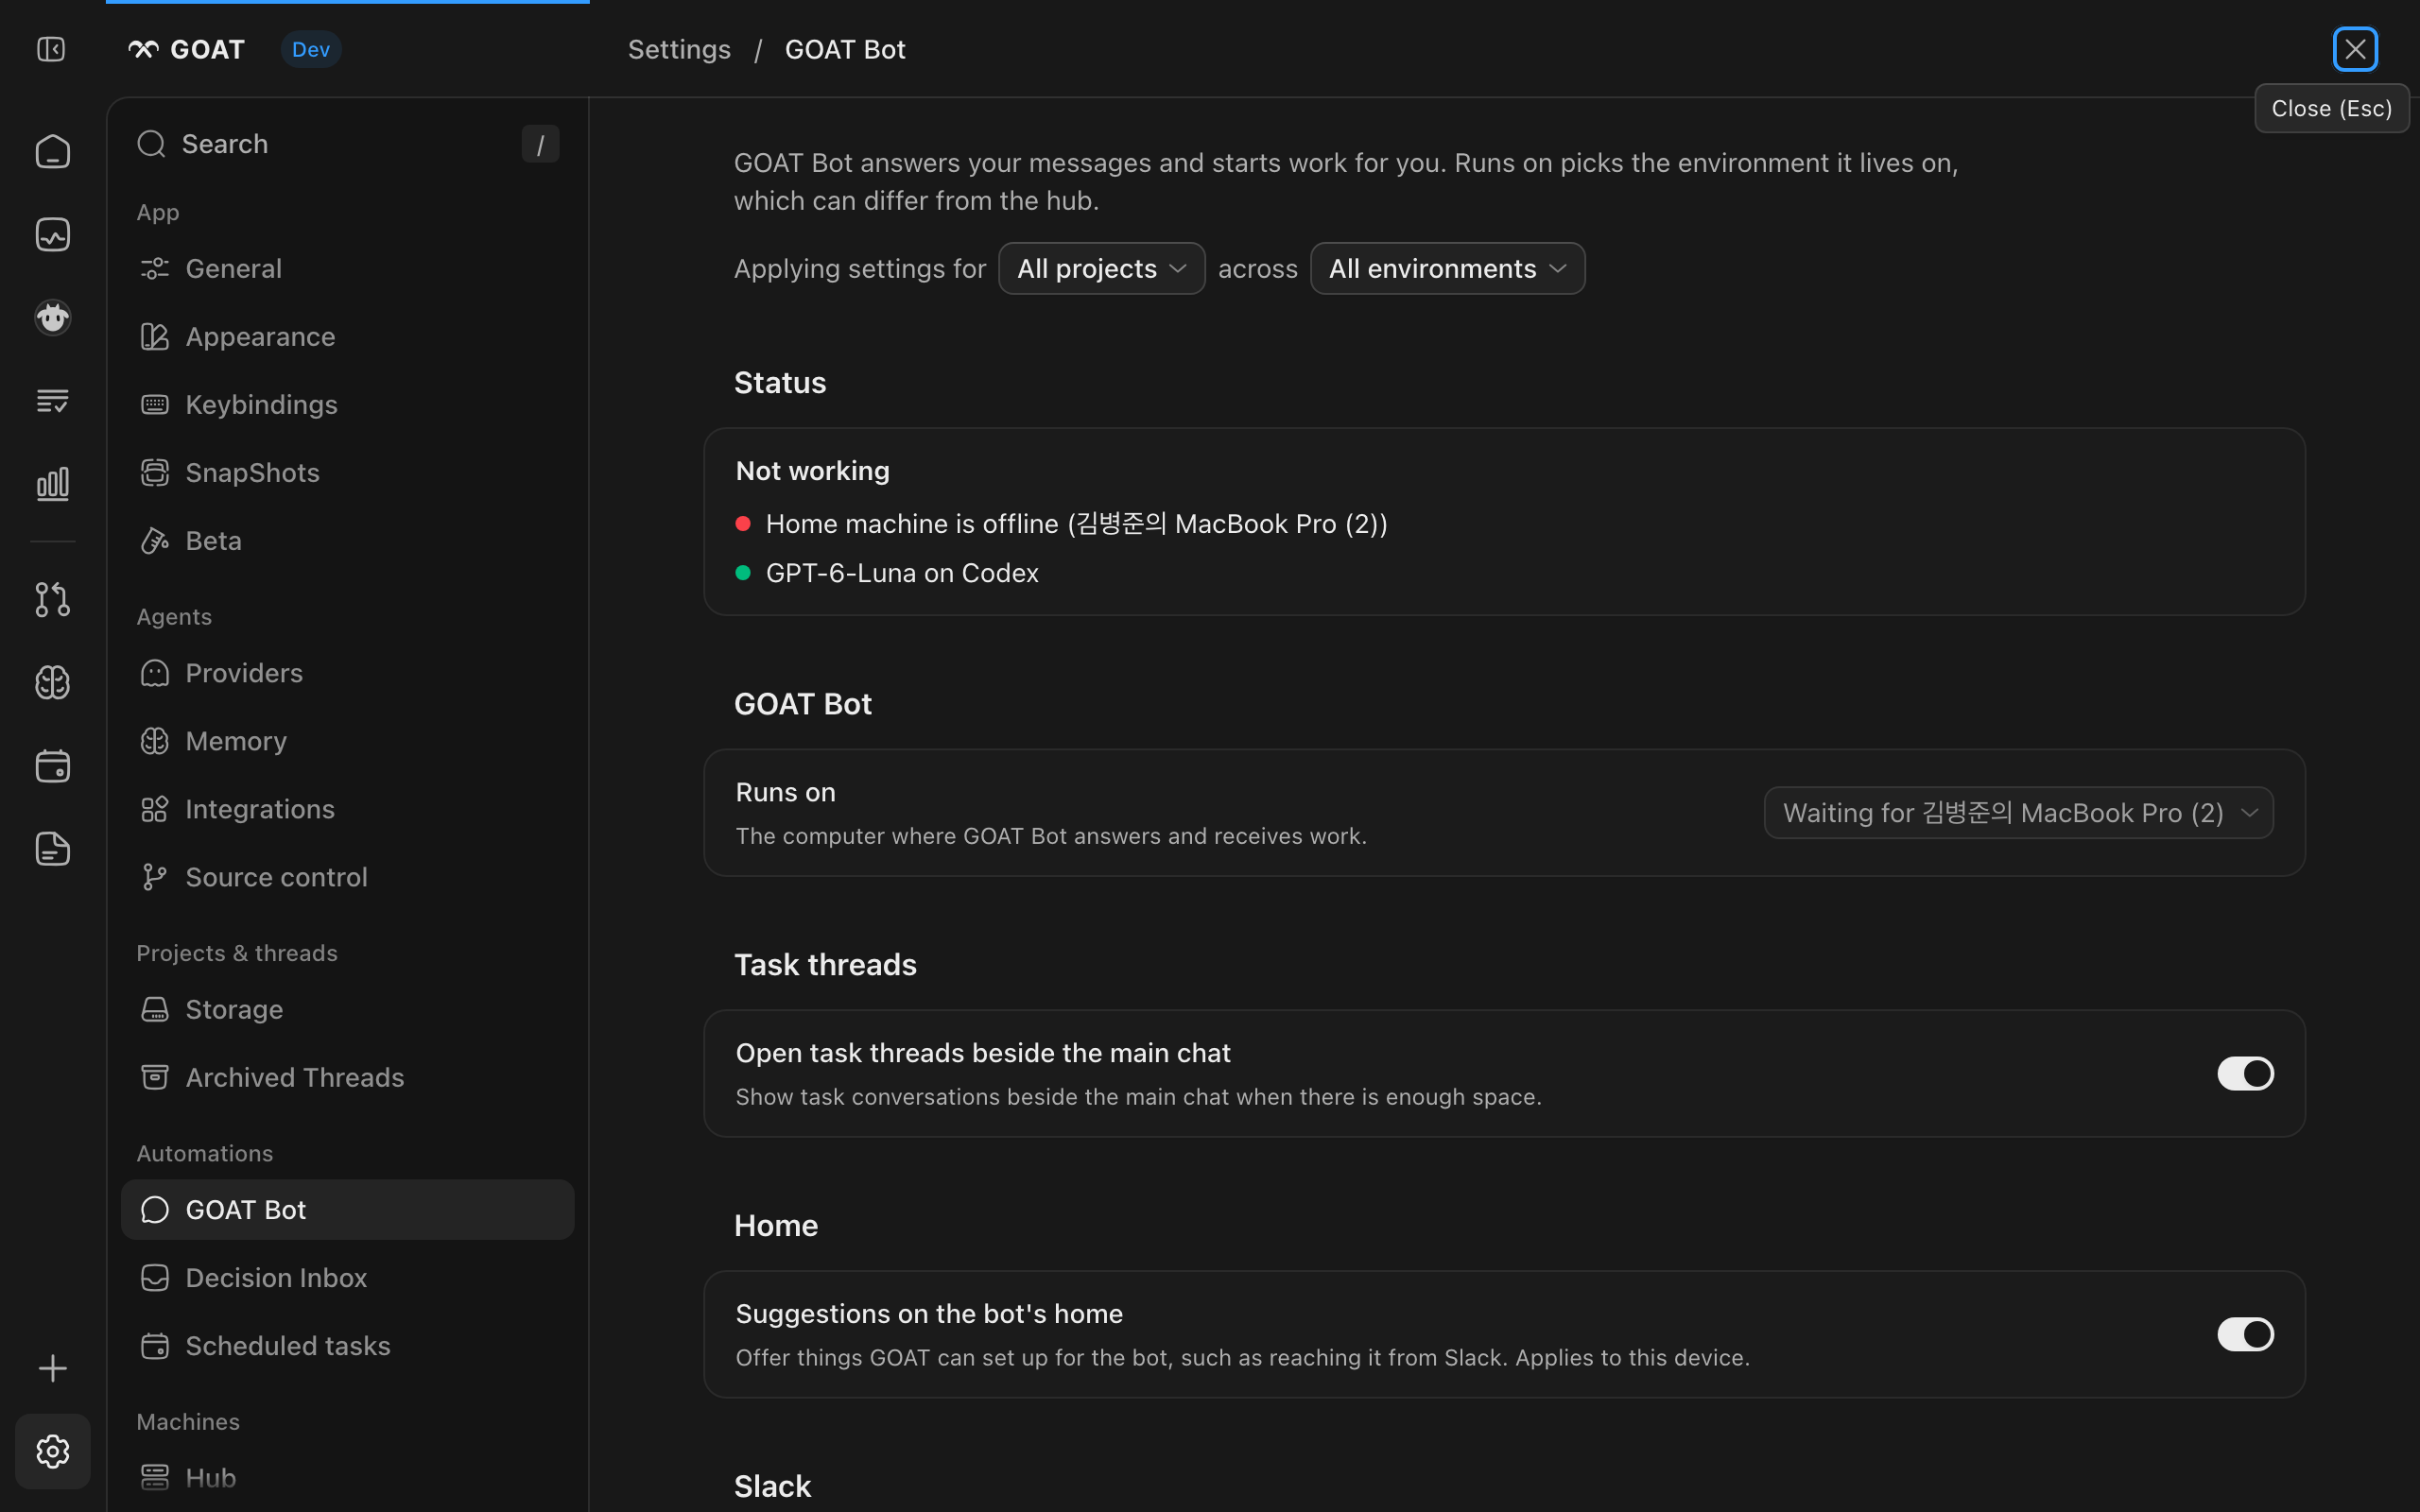 GOAT Dev
Settings / GOAT Bot
Close (Esc)
Search /
App
General
Appearance
Keybindings
SnapShots
Beta
Agents
Providers
Memory
Integrations
Source control
Projects & threads
Storage
Archived Threads
Automations
GOAT Bot
Decision Inbox
Scheduled tasks
Machines
Hub
GOAT Bot answers your messages and starts work for you. Runs on picks the environment it lives on,
which can differ from the hub.
Applying settings for All projects across All environments
Status
Not working
Home machine is offline (김병준의 MacBook Pro (2))
GPT-6-Luna on Codex
GOAT Bot
Runs on
The computer where GOAT Bot answers and receives work.
Waiting for 김병준의 MacBook Pro (2)
Task threads
Open task threads beside the main chat
Show task conversations beside the main chat when there is enough space.
Home
Suggestions on the bot's home
Offer things GOAT can set up for the bot, such as reaching it from Slack. Applies to this device.
Slack